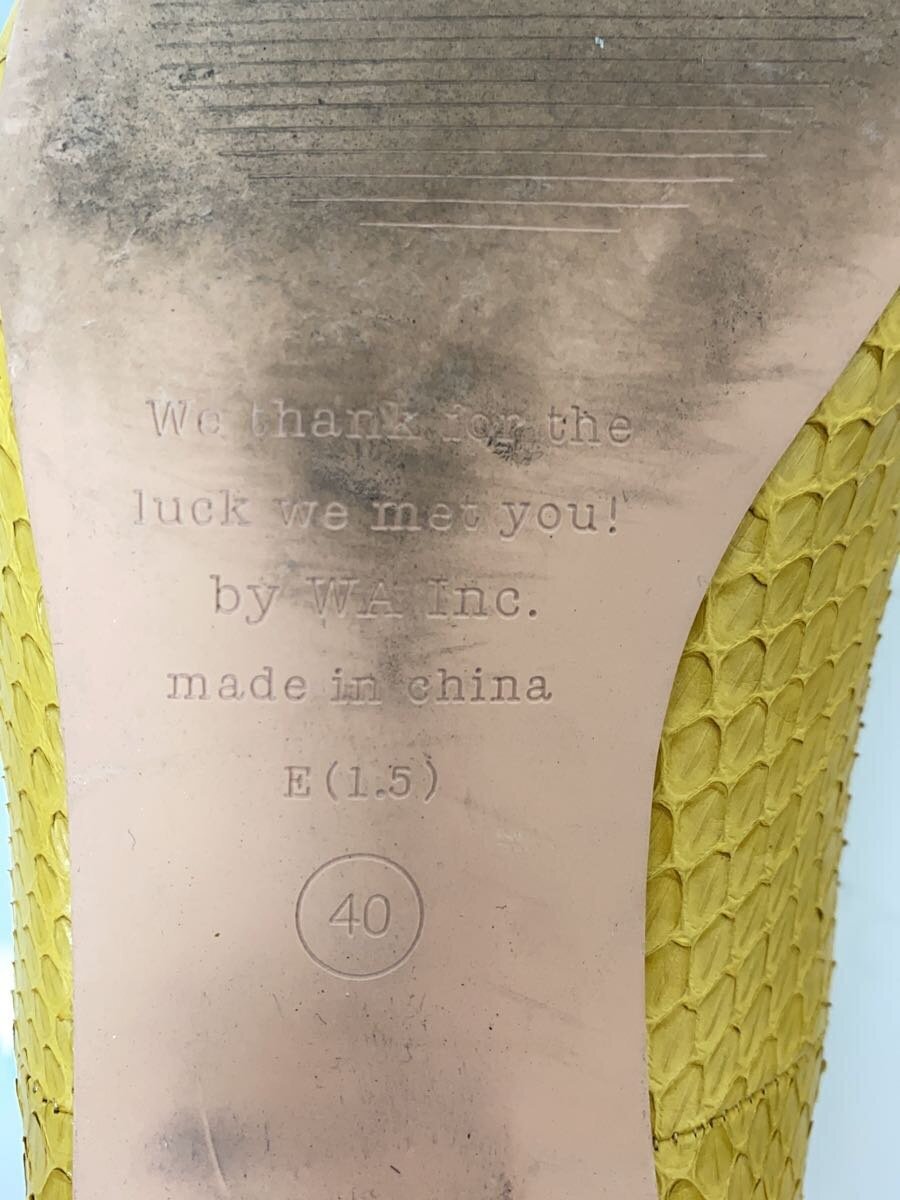 We thank for the
luck we met you!
by WA Inc.
made in china
E(1.5)
40